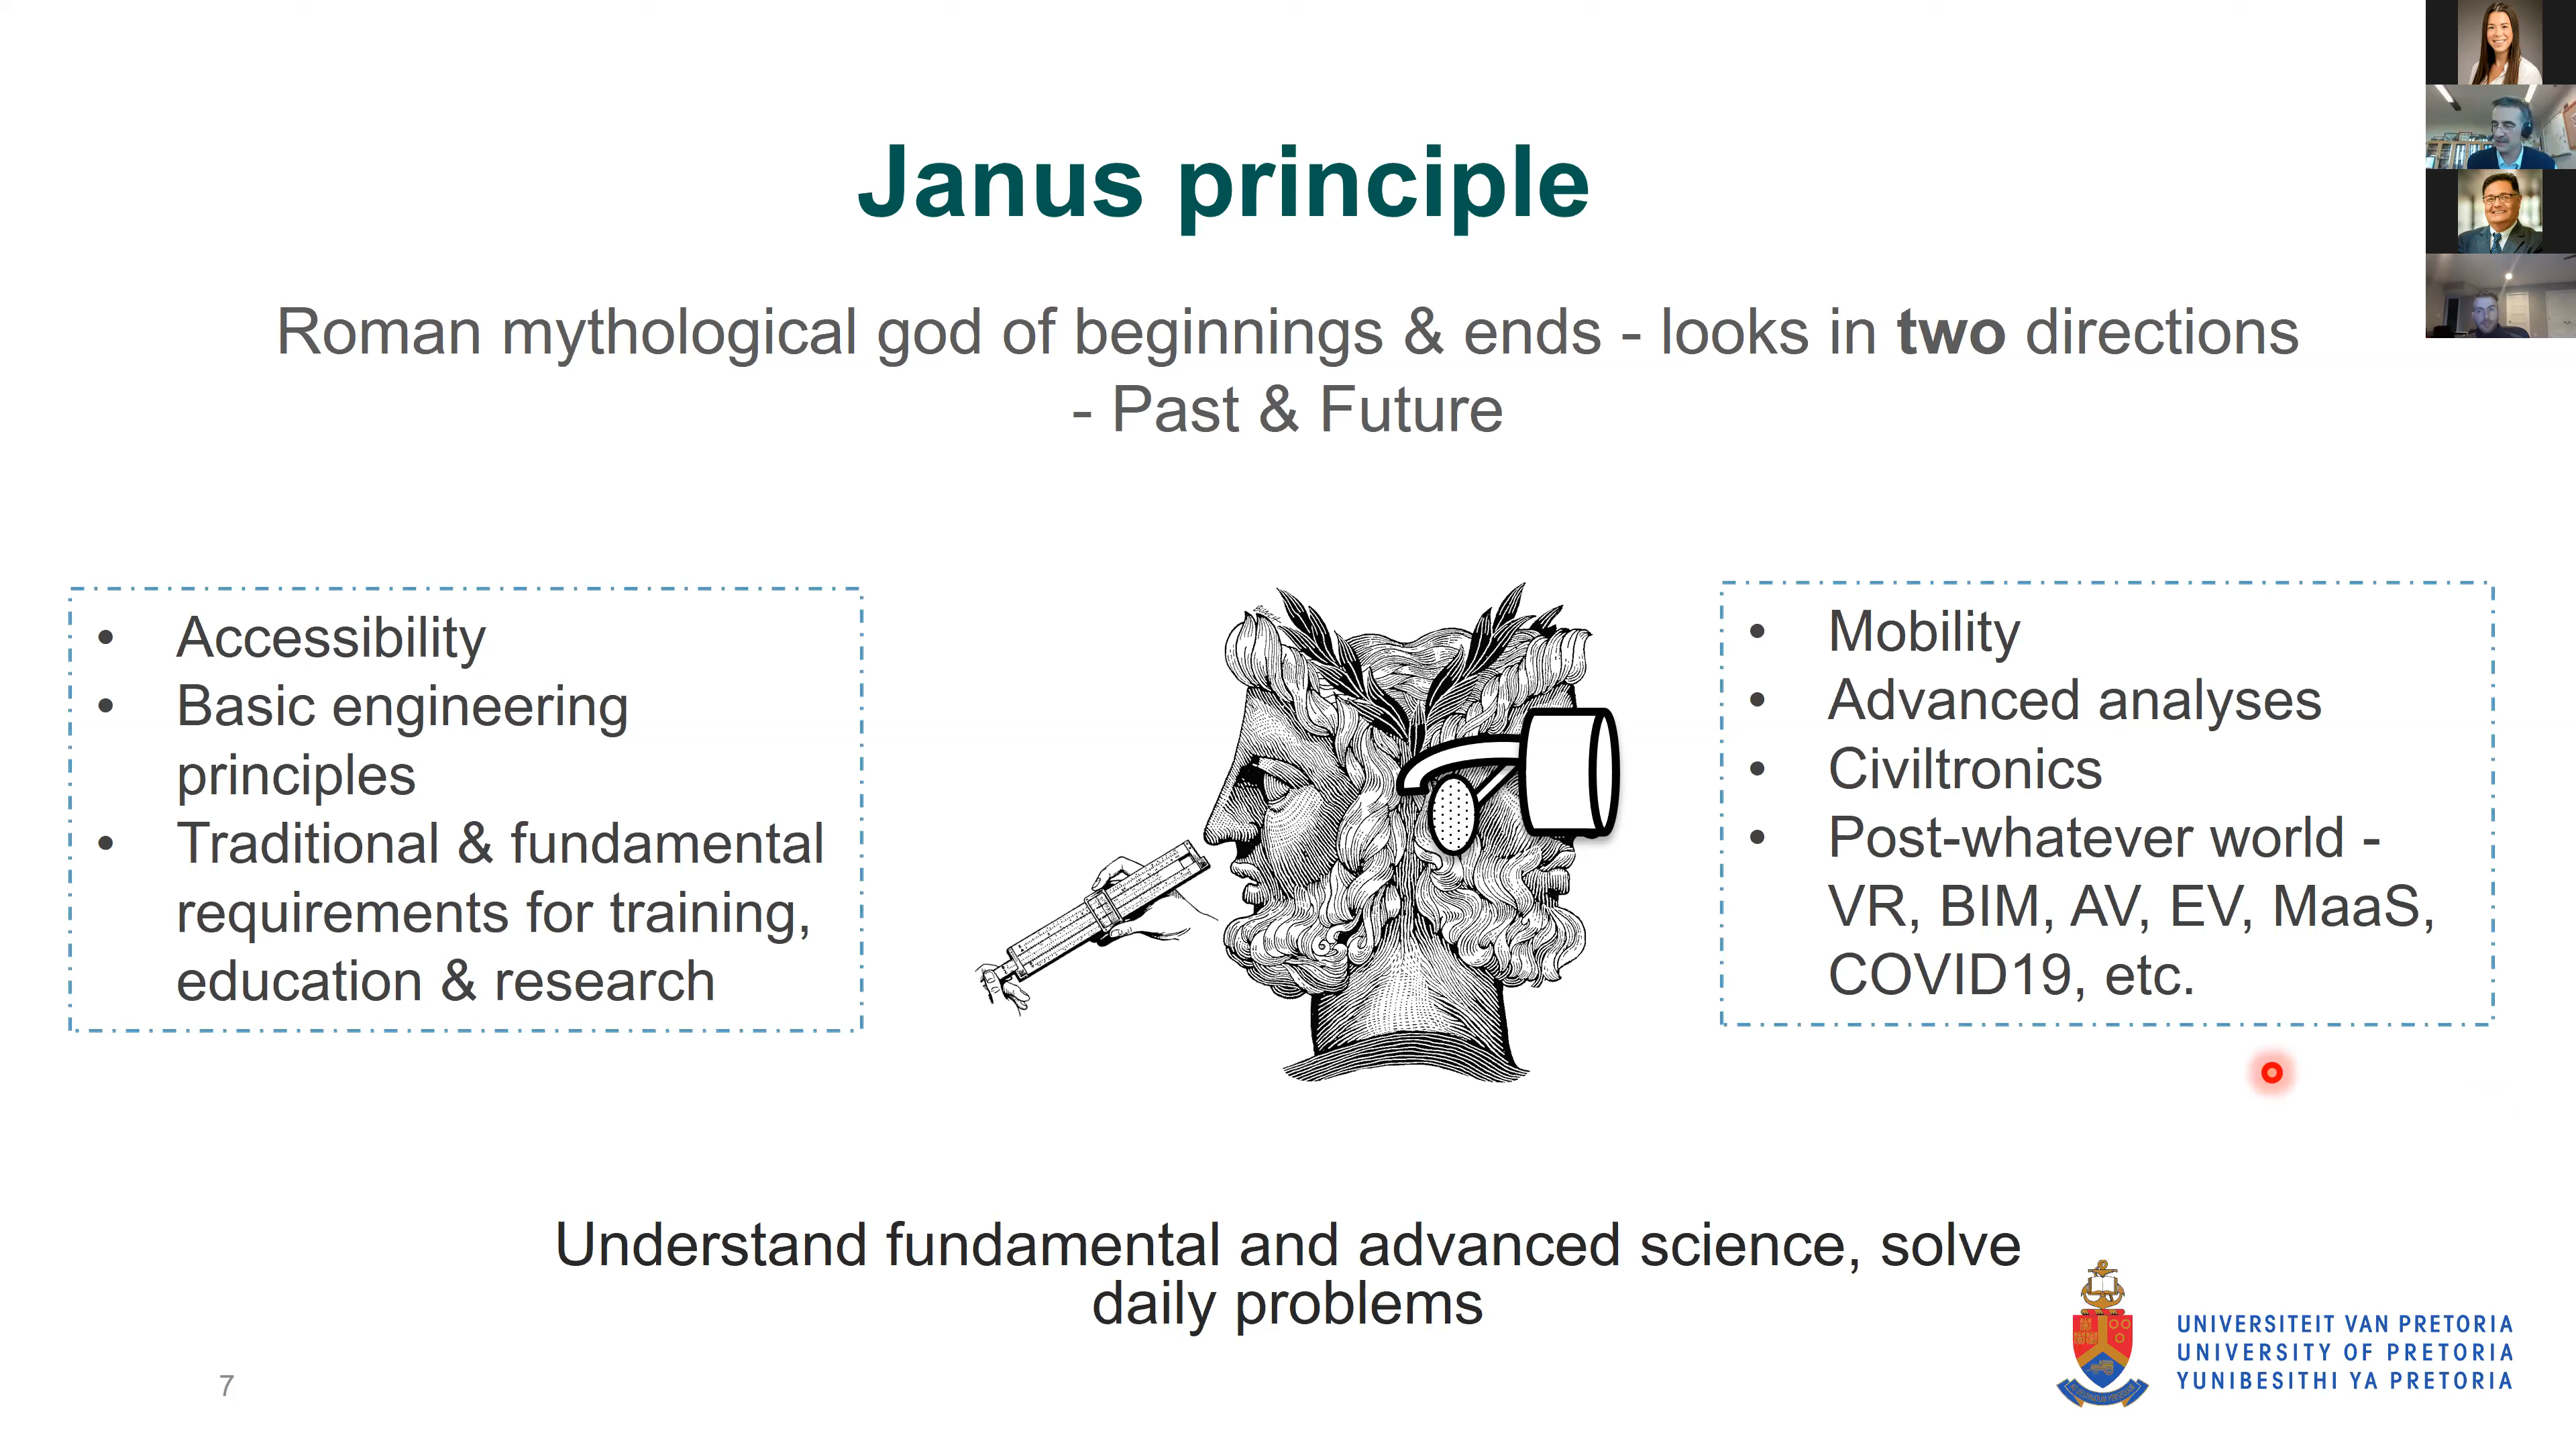 Janus principle
Roman mythological god of beginnings & ends - looks in two directions
- Past & Future
• Accessibility
• Basic engineering
principles
• Traditional & fundamental
requirements for training,
education & research
• Mobility
• Advanced analyses
• Civiltronics
• Post-whatever world -
VR, BIM, AV, EV, MaaS,
COVID19, etc.
Understand fundamental and advanced science, solve
daily problems
UNIVERSITEIT VAN PRETORIA
UNIVERSITY OF PRETORIA
YUNIBESITHI YA PRETORIA
7